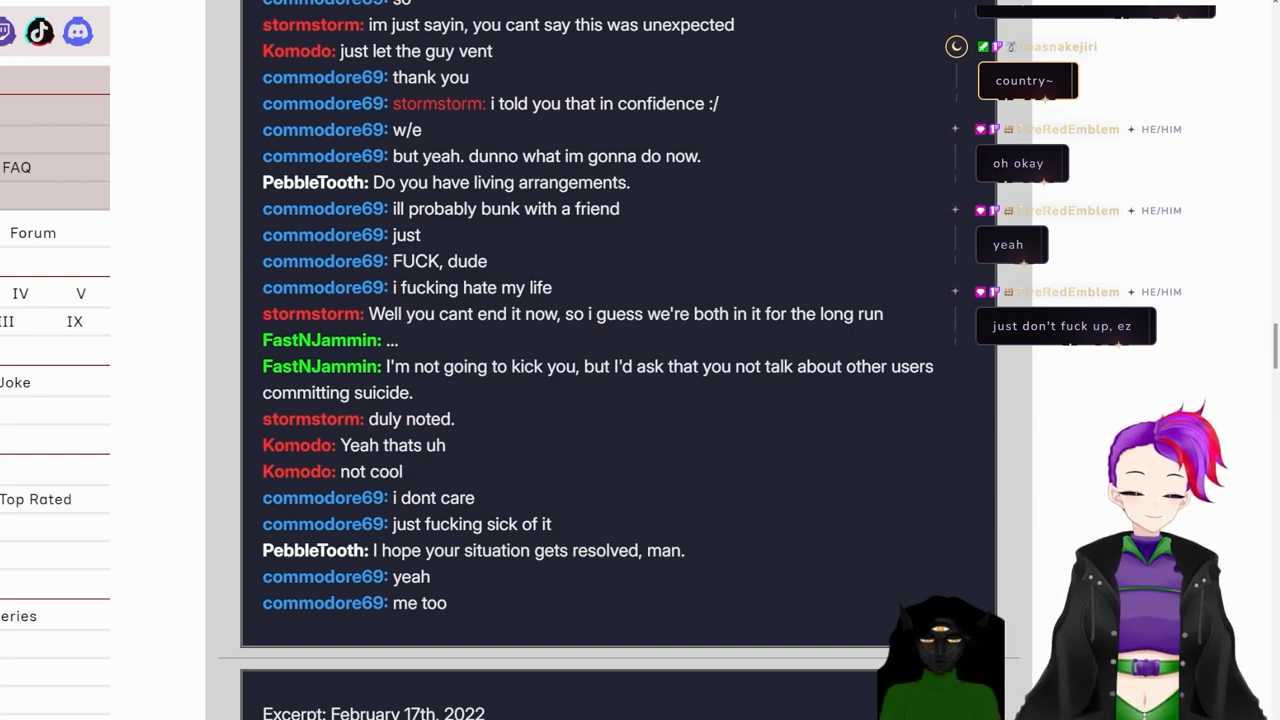 commodore69: so
stormstorm: im just sayin, you cant say this was unexpected
Komodo: just let the guy vent
commodore69: thank you
commodore69: stormstorm: i told you that in confidence :/
commodore69: w/e
commodore69: but yeah. dunno what im gonna do now.
PebbleTooth: Do you have living arrangements.
commodore69: ill probably bunk with a friend
commodore69: just
commodore69: FUCK, dude
commodore69: i fucking hate my life
stormstorm: Well you cant end it now, so i guess we're both in it for the long run
FastNJammin: ...
FastNJammin: I'm not going to kick you, but I'd ask that you not talk about other users
committing suicide.
stormstorm: duly noted.
Komodo: Yeah thats uh
Komodo: not cool
commodore69: i dont care
commodore69: just fucking sick of it
PebbleTooth: I hope your situation gets resolved, man.
commodore69: yeah
commodore69: me too
Excerpt: February 17th, 2022
FAQ
Forum
IV V
III IX
Joke
Top Rated
eries
country~
FireRedEmblem HE/HIM
oh okay
FireRedEmblem HE/HIM
yeah
FireRedEmblem HE/HIM
just don't fuck up, ez